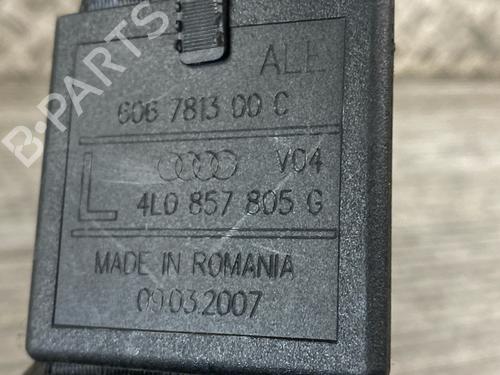 B-PARTS
ALE
606 7813 00 C
V04
L 4L0 857 805 G
MADE IN ROMANIA
09.03.2007